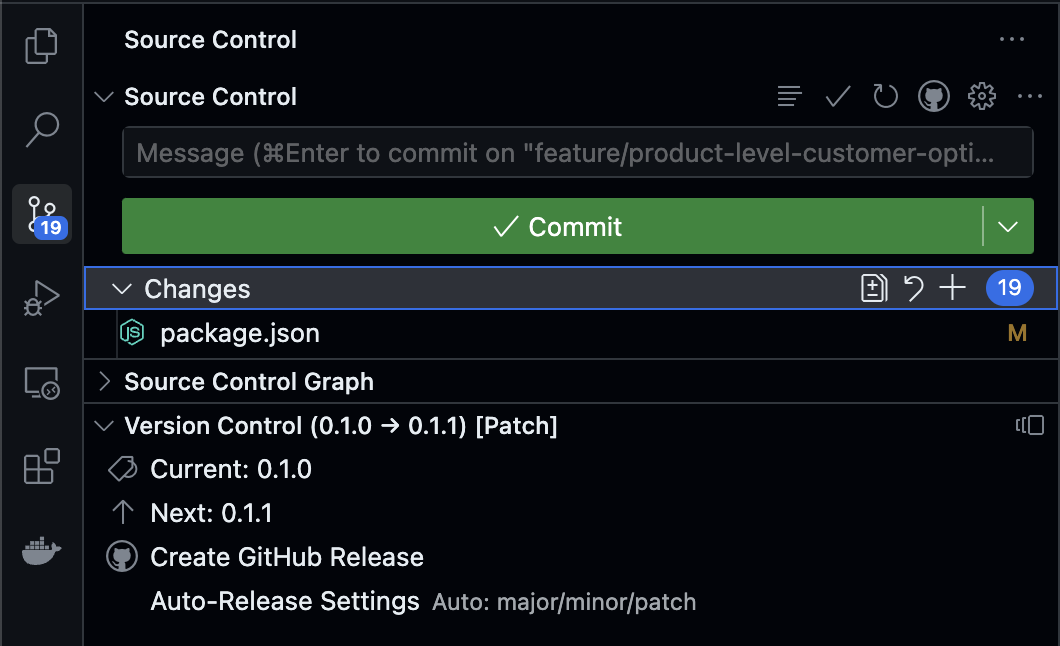 Source Control
Source Control
Message (⌘Enter to commit on "feature/product-level-customer-opti...
Commit
19
Changes 19
JS package.json M
Source Control Graph
Version Control (0.1.0 → 0.1.1) [Patch]
Current: 0.1.0
Next: 0.1.1
Create GitHub Release
Auto-Release Settings Auto: major/minor/patch